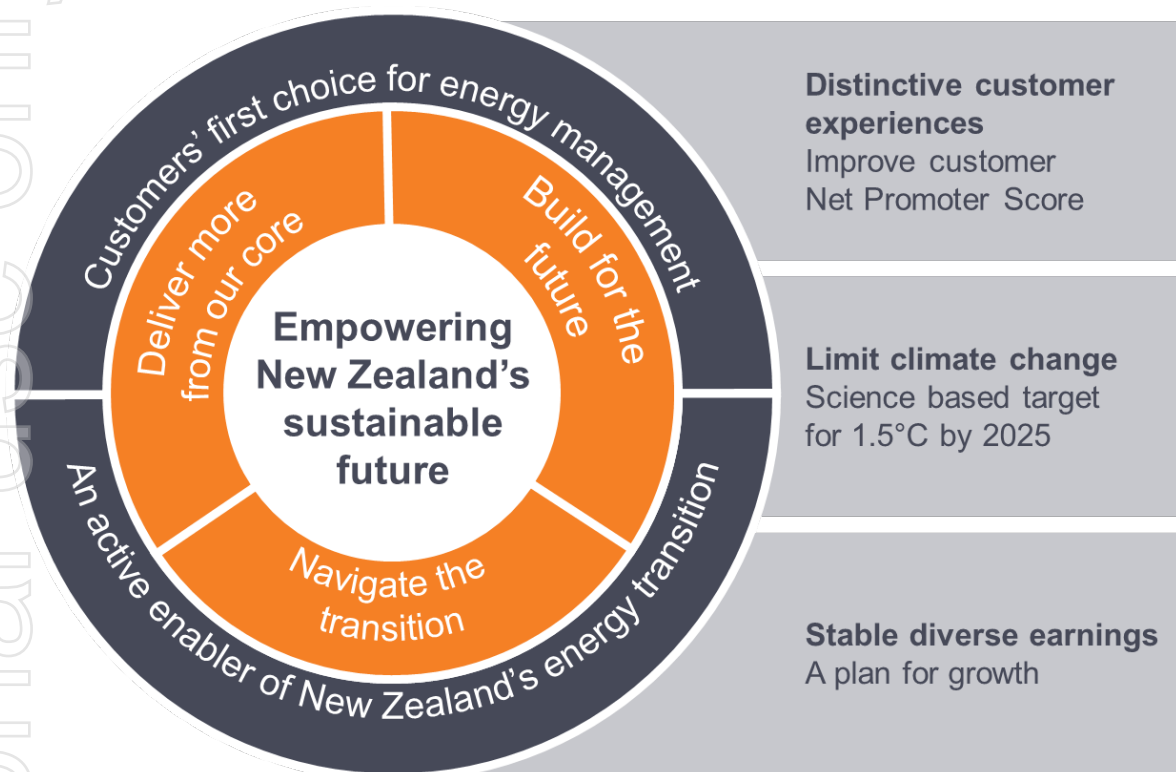 Customers’ first choice for energy management
Deliver more
from our core
Build for the
future
Empowering
New Zealand’s
sustainable
future
Navigate the
transition
An active enabler of New Zealand’s energy transition
Distinctive customer
experiences
Improve customer
Net Promoter Score
Limit climate change
Science based target
for 1.5°C by 2025
Stable diverse earnings
A plan for growth